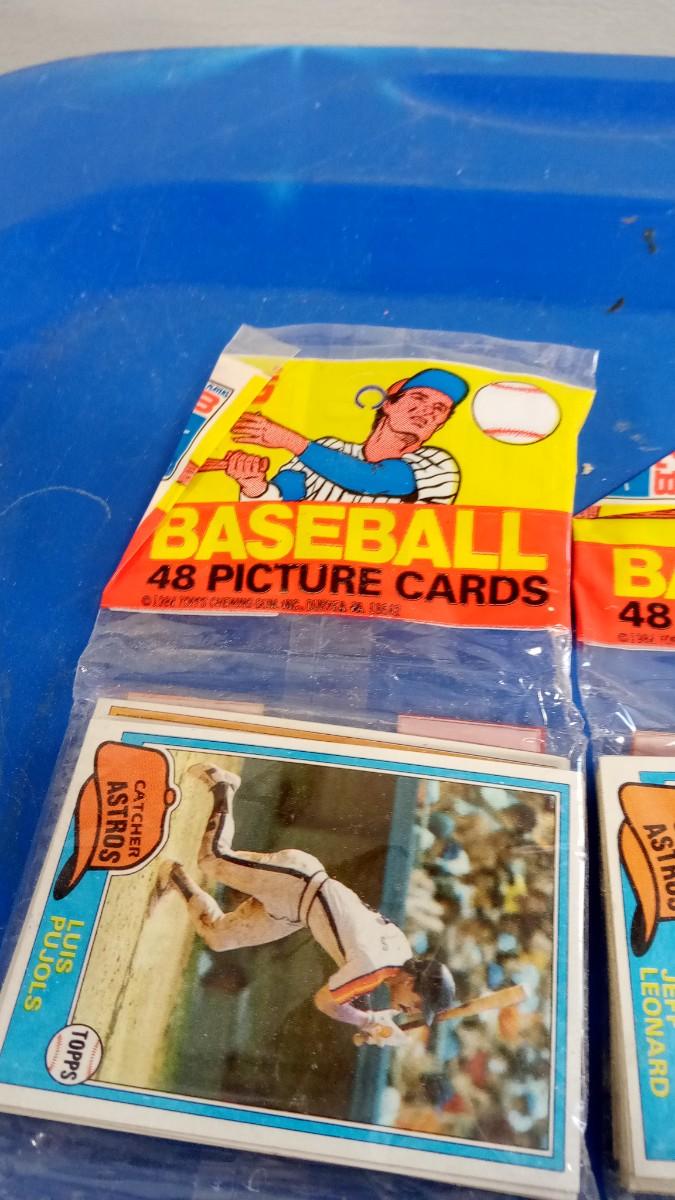 BASEBALL
48 PICTURE CARDS
CATCHER
ASTROS
LUIS
PUJOLS
TOPPS
BA
48
ASTROS
JEFF
LEONARD